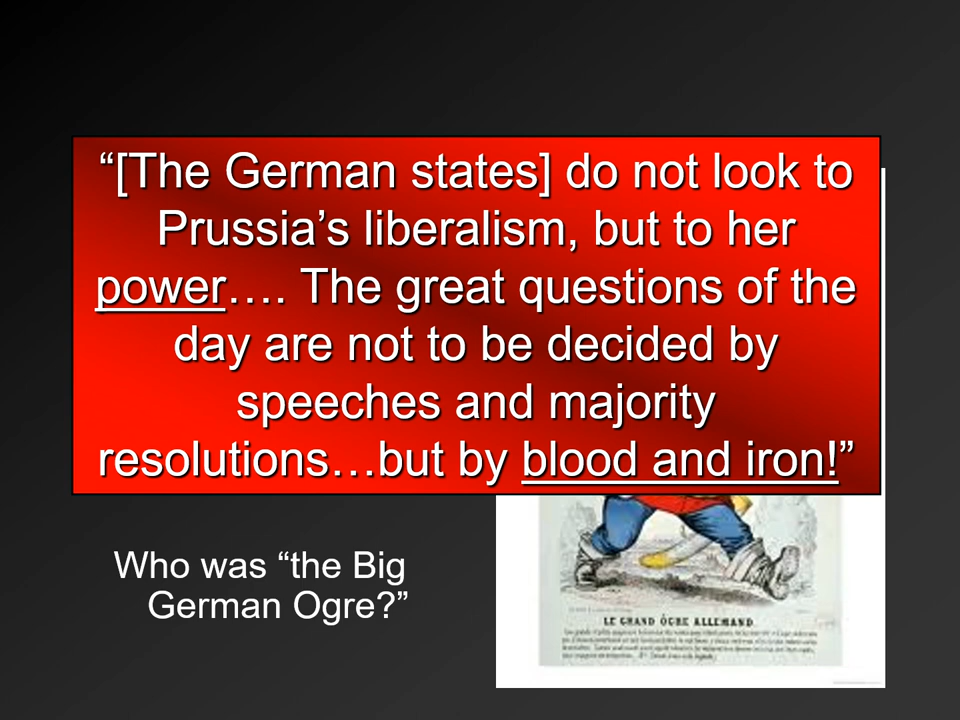 “[The German states] do not look to
Prussia’s liberalism, but to her
power…. The great questions of the
day are not to be decided by
speeches and majority
resolutions…but by blood and iron!”
Who was “the Big
German Ogre?”
LE GRAND ÔGRE ALLEMAND